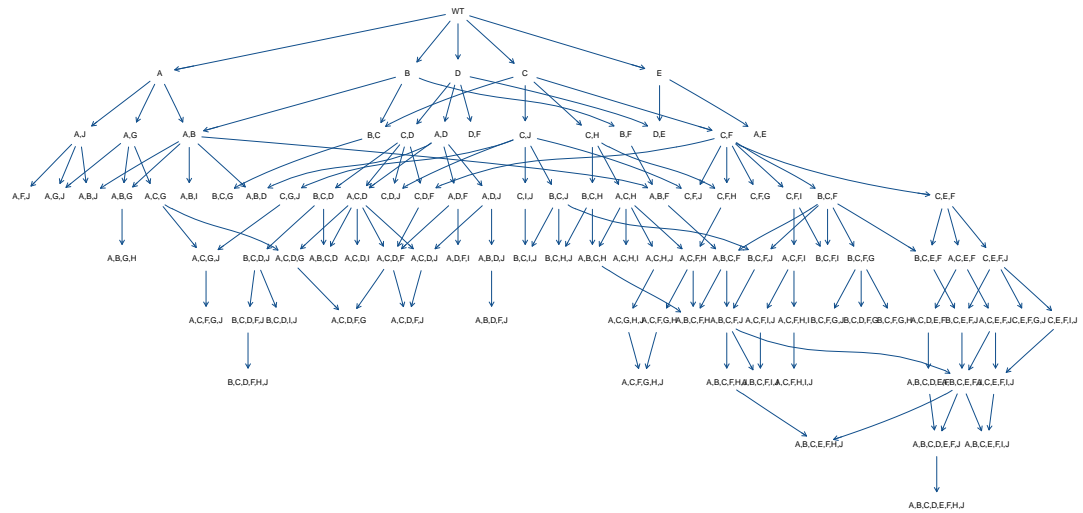 WT
A B D C E
A,J A,G A,B B,C C,D A,D D,F C,J C,H B,F D,E C,F A,E
A,F,J A,G,J A,B,J A,B,G A,C,G A,B,I B,C,G A,B,D C,G,J B,C,D A,C,D C,D,J C,D,F A,D,F A,D,J C,I,J B,C,J B,C,H A,C,H A,B,F C,F,J C,F,H C,F,G C,F,I B,C,F C,E,F
A,B,G,H A,C,G,J B,C,D,J A,C,D,G A,B,C,D A,C,D,I A,C,D,F A,C,D,J A,D,F,I A,B,D,J B,C,I,J B,C,H,J A,B,C,H A,C,H,I A,C,H,J A,C,F,H A,B,C,F B,C,F,J A,C,F,I B,C,F,I B,C,F,G B,C,E,F A,C,E,F C,E,F,J
A,C,F,G,J B,C,D,F,J B,C,D,I,J A,C,D,F,G A,C,D,F,J A,B,D,F,J A,C,G,H,J A,C,F,G,H A,B,C,F,H A,B,C,F,J A,C,F,I,J A,C,F,H,I B,C,F,G,J B,C,D,F,G B,C,F,G,H A,C,D,E,F B,C,E,F,J A,C,E,F,J C,E,F,G,J C,E,F,I,J
B,C,D,F,H,J A,C,F,G,H,J A,B,C,F,H,J A,B,C,F,I,J A,C,F,H,I,J A,B,C,D,E,F A,B,C,E,F,J A,C,E,F,I,J
A,B,C,E,F,H,J A,B,C,D,E,F,J A,B,C,E,F,I,J
A,B,C,D,E,F,H,J